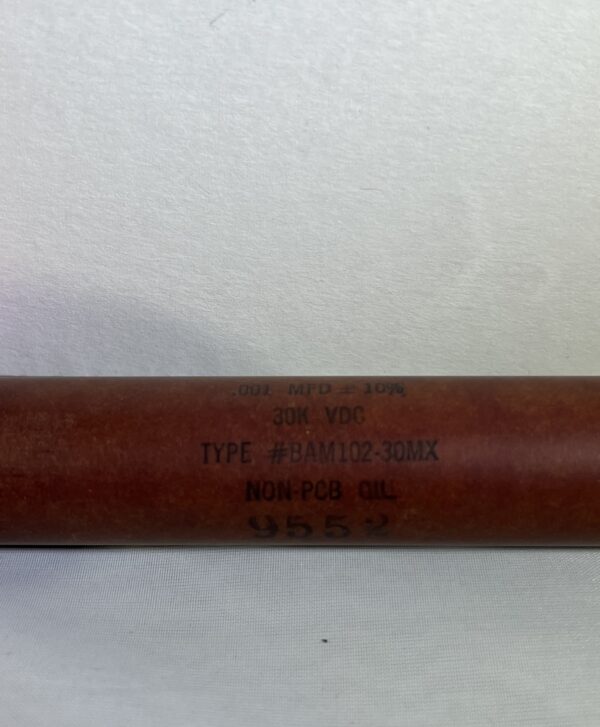 .001 MFD ± 10%
30K VDC
TYPE #BAM102-30MX
NON-PCB OIL
9552